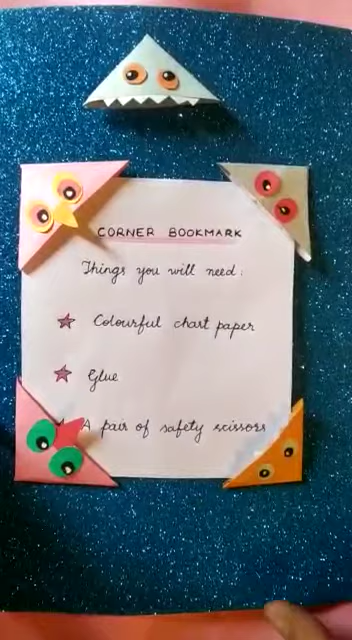 CORNER BOOKMARK
Things you will need:
Colourful chart paper
Glue
A pair of safety scissors